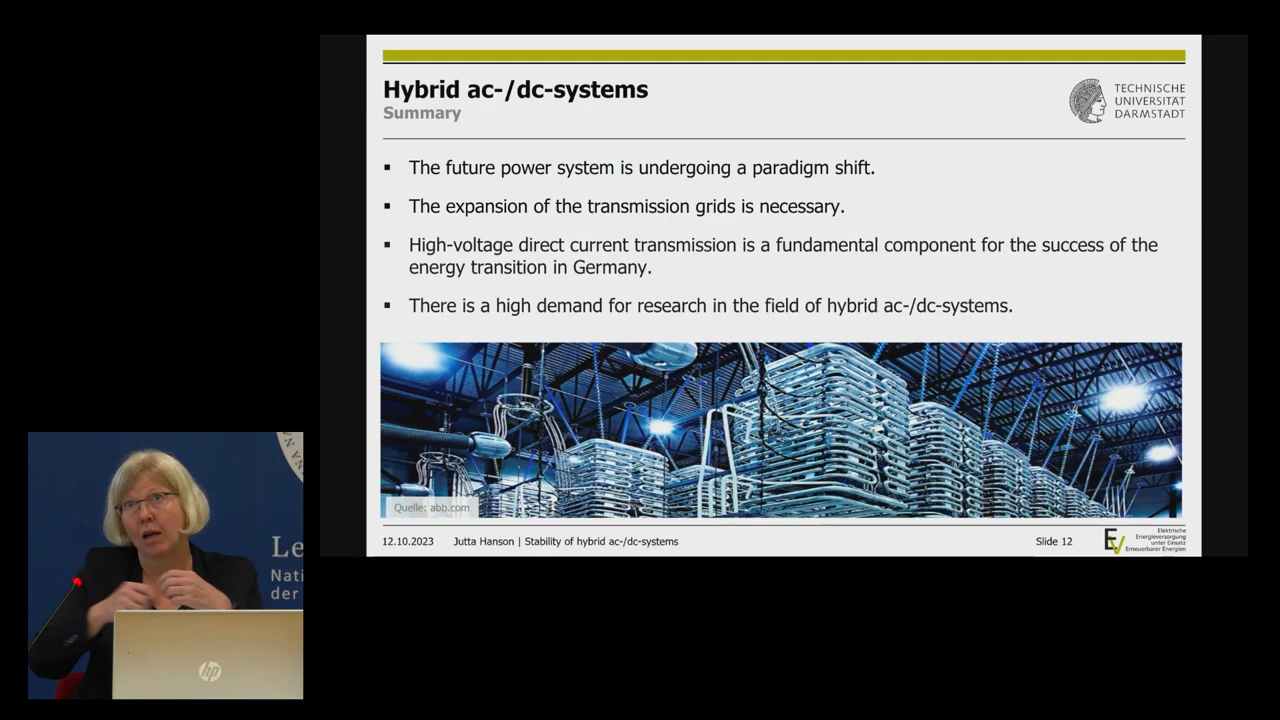 Hybrid ac-/dc-systems
Summary
TECHNISCHE
UNIVERSITÄT
DARMSTADT
▪ The future power system is undergoing a paradigm shift.
▪ The expansion of the transmission grids is necessary.
▪ High-voltage direct current transmission is a fundamental component for the success of the
energy transition in Germany.
▪ There is a high demand for research in the field of hybrid ac-/dc-systems.
Quelle: abb.com
12.10.2023 Jutta Hanson | Stability of hybrid ac-/dc-systems Slide 12
EV
Elektrische
Energieversorgung
unter Einsatz
Erneuerbarer Energien
Le
Nati
der
hp